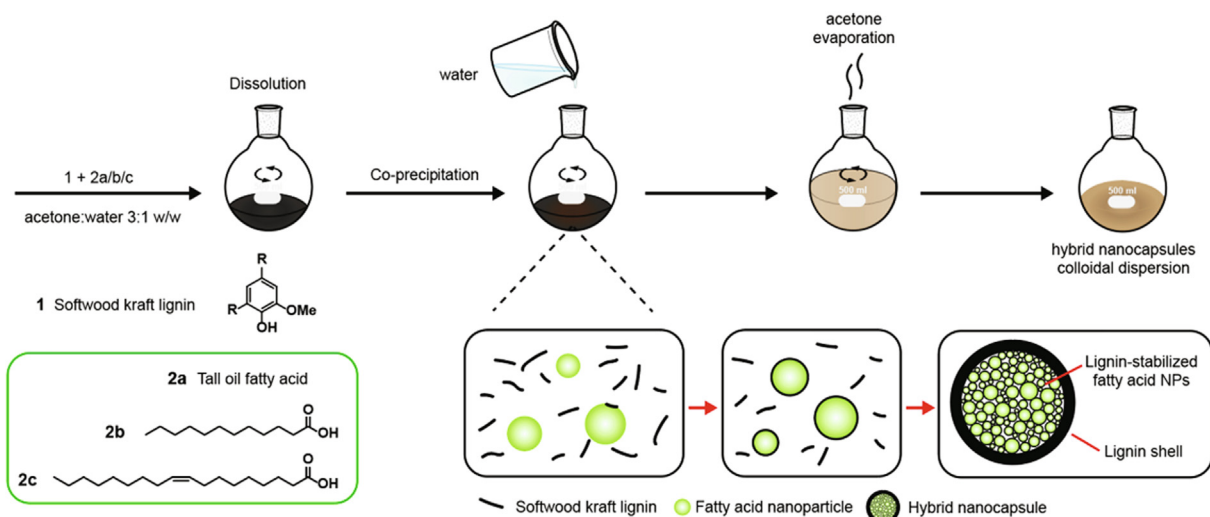 acetone
evaporation
water
Dissolution
1 + 2a/b/c
acetone:water 3:1 w/w
Co-precipitation
500 ml
500 ml
hybrid nanocapsules
colloidal dispersion
1 Softwood kraft lignin
R
R
OMe
OH
2a Tall oil fatty acid
2b
O
OH
2c
O
OH
Lignin-stabilized
fatty acid NPs
Lignin shell
Softwood kraft lignin
Fatty acid nanoparticle
Hybrid nanocapsule